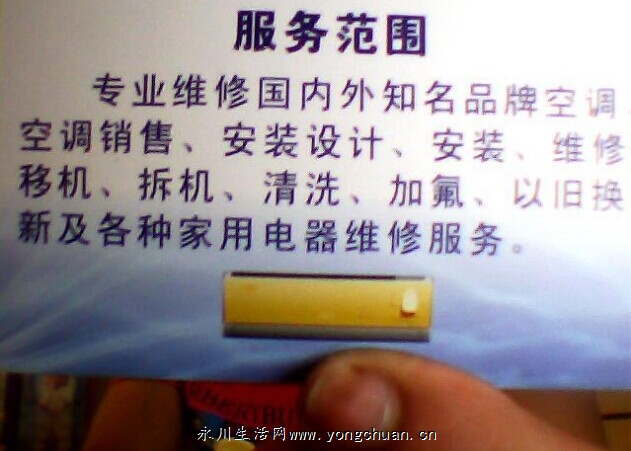 服务范围
专业维修国内外知名品牌空调
空调销售、安装设计、安装、维修
移机、拆机、清洗、加氟、以旧换
新及各种家用电器维修服务。
永川生活网www.yongchuan.cn